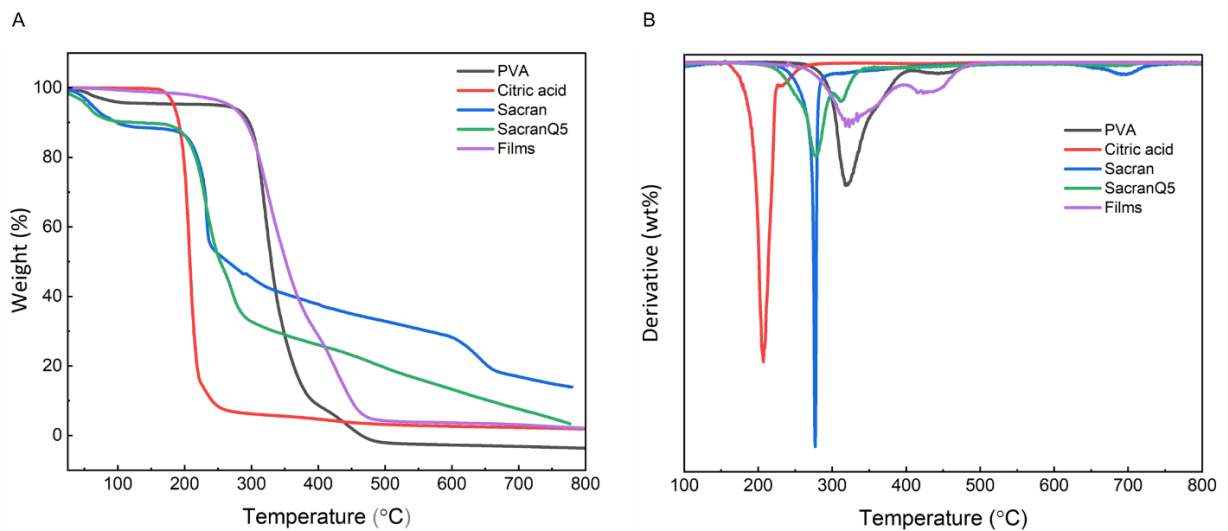 A
PVA
Citric acid
Sacran
SacranQ5
Films
Weight (%)
100
80
60
40
20
0
100 200 300 400 500 600 700 800
Temperature (°C)
B
PVA
Citric acid
Sacran
SacranQ5
Films
Derivative (wt%)
100 200 300 400 500 600 700 800
Temperature (°C)